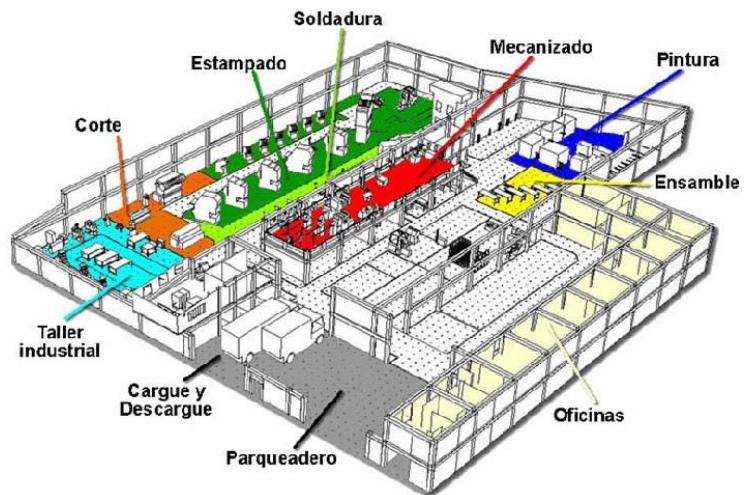 Soldadura
Mecanizado
Estampado
Pintura
Corte
Ensamble
Taller
industrial
Cargue y
Descargue
Oficinas
Parqueadero